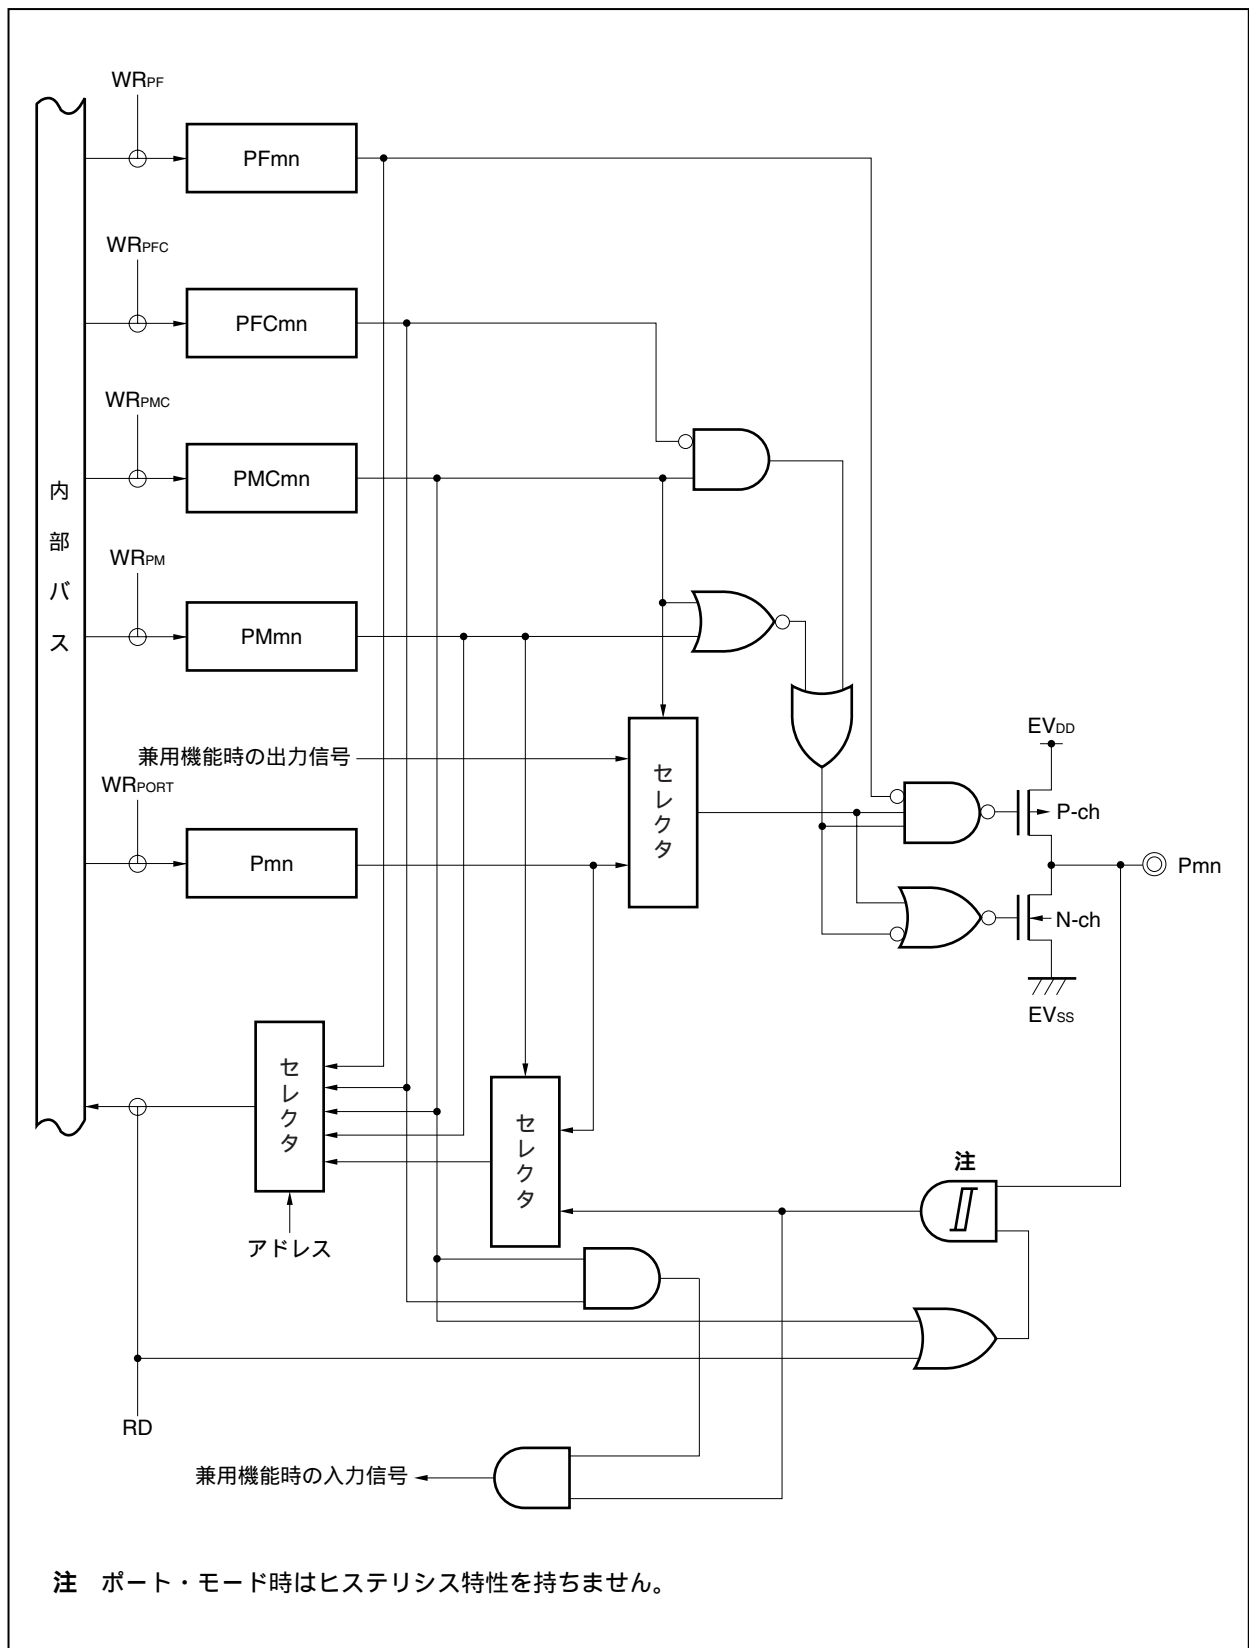 WRPF
PFmn
WRPFC
PFCmn
WRPMC
PMCmn
内部バス
WRPM
PMmn
兼用機能時の出力信号
WRPORT
Pmn
セレクタ
EVDD
P-ch
Pmn
N-ch
EVSS
セレクタ
セレクタ
注
アドレス
RD
兼用機能時の入力信号
注 ポート・モード時はヒステリシス特性を持ちません。